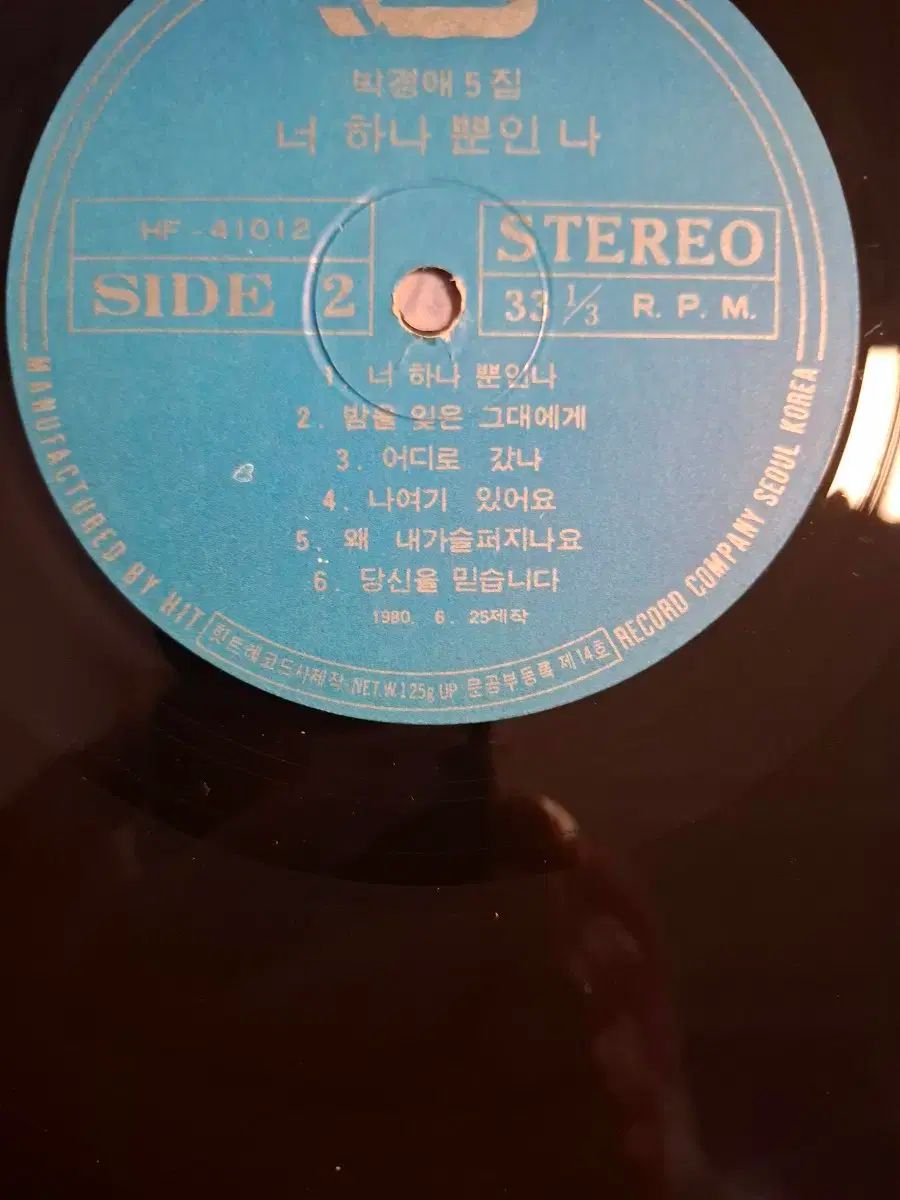 박경애 5 집
너 하나 뿐인 나
HF - 41012
SIDE 2
STEREO
33 1/3 R. P. M.
1. 너 하나 뿐인나
2. 밤을 잊은 그대에게
3. 어디로 갔나
4. 나여기 있어요
5. 왜 내가슬퍼지나요
6. 당신을 믿습니다
1980. 6. 25제작
MANUFACTURED BY HIT RECORD COMPANY SEOUL KOREA
힛트레코드사제작·NET.W.125g UP 문공부등록 제14호